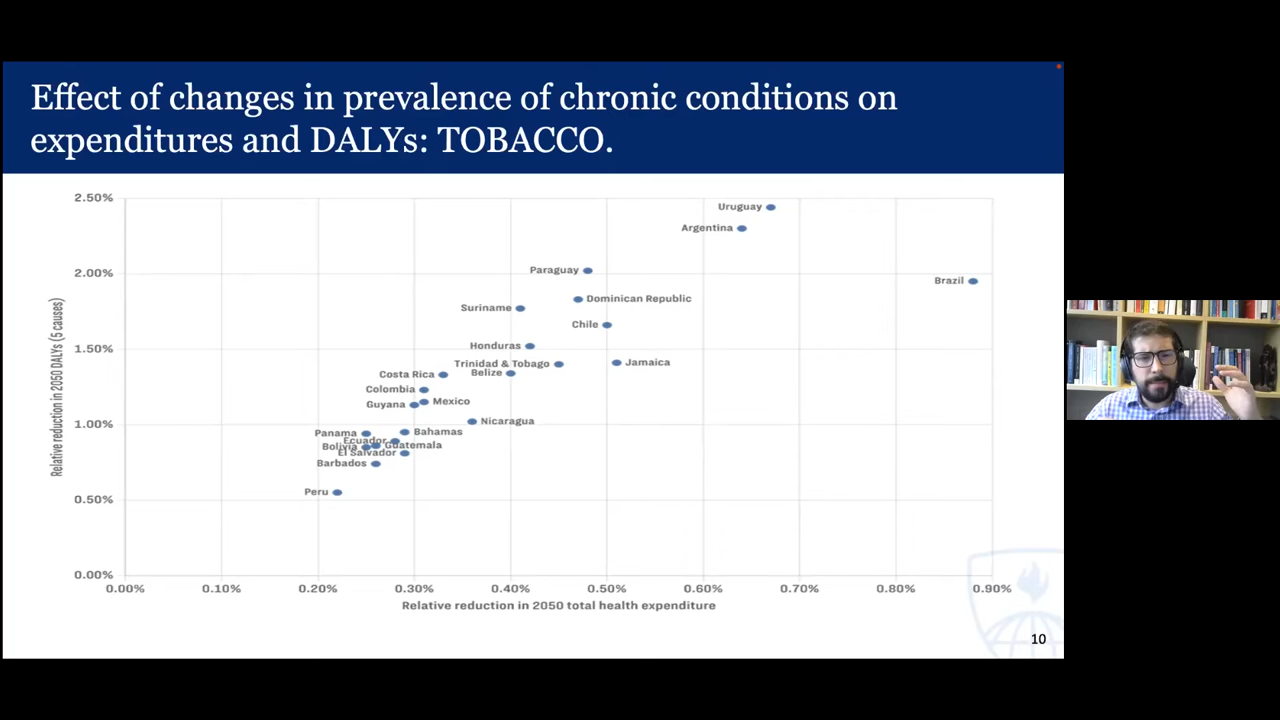 Effect of changes in prevalence of chronic conditions on
expenditures and DALYs: TOBACCO.
2.50%
Uruguay
Argentina
2.00%
Paraguay
Brazil
Dominican Republic
Suriname
Chile
1.50%
Honduras
Trinidad & Tobago
Jamaica
Belize
Costa Rica
Colombia
Mexico
Guyana
1.00%
Nicaragua
Panama
Bahamas
Ecuador
Guatemala
Bolivia
El Salvador
Barbados
0.50%
Peru
0.00%
Relative reduction in 2050 DALYs (5 causes)
0.00% 0.10% 0.20% 0.30% 0.40% 0.50% 0.60% 0.70% 0.80% 0.90%
Relative reduction in 2050 total health expenditure
10